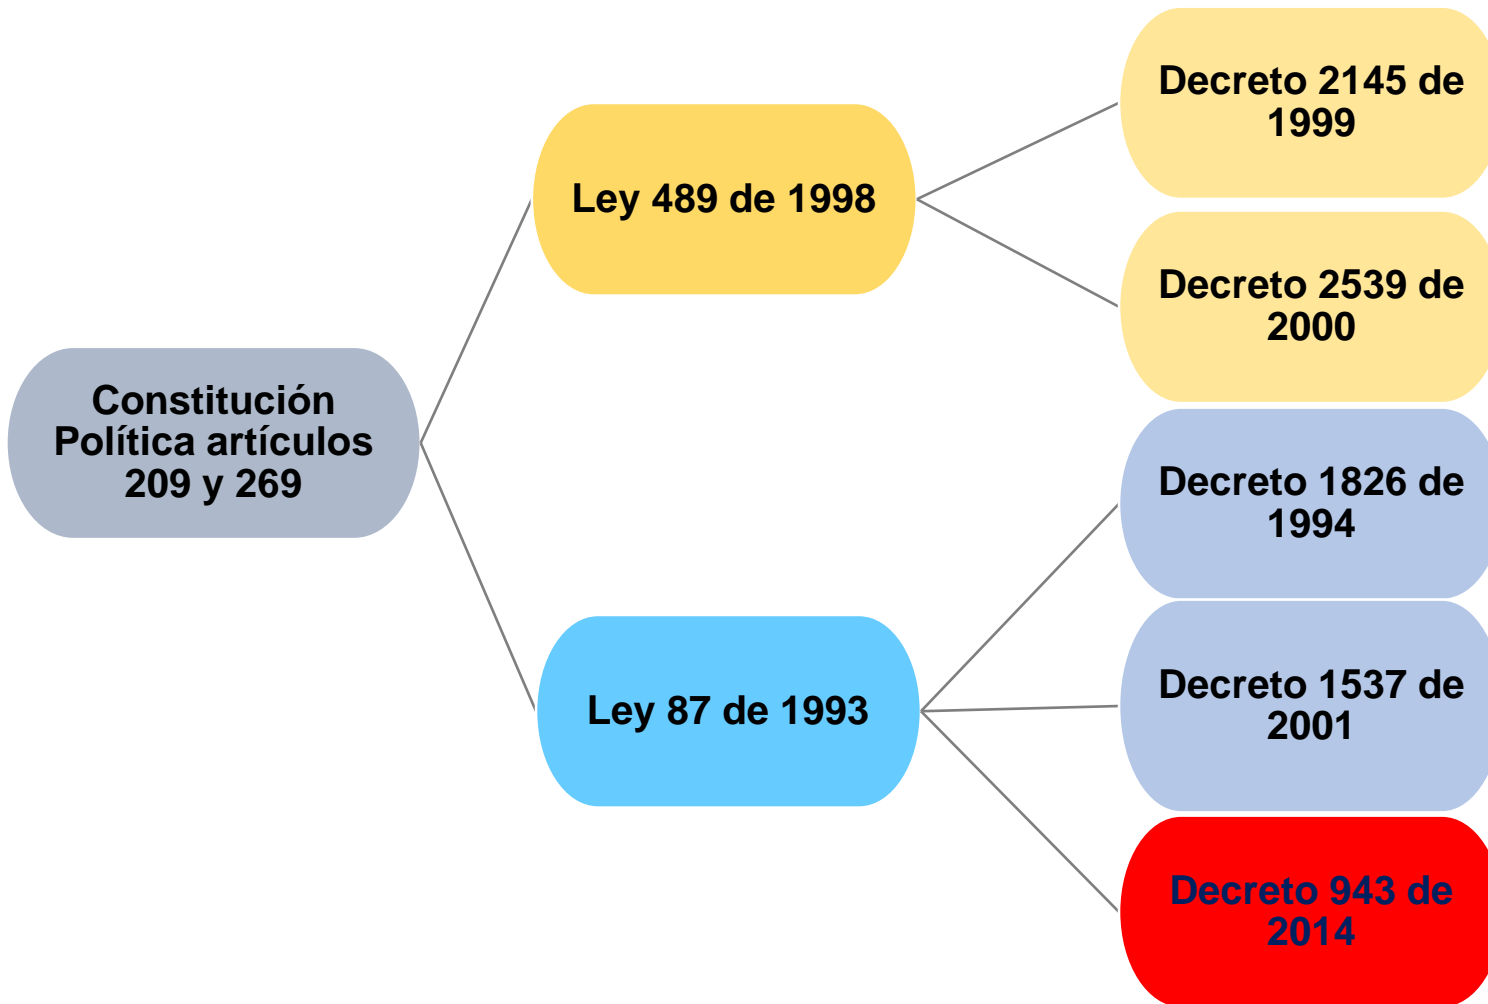 Constitución
Política artículos
209 y 269
Ley 489 de 1998
Decreto 2145 de
1999
Decreto 2539 de
2000
Ley 87 de 1993
Decreto 1826 de
1994
Decreto 1537 de
2001
Decreto 943 de
2014